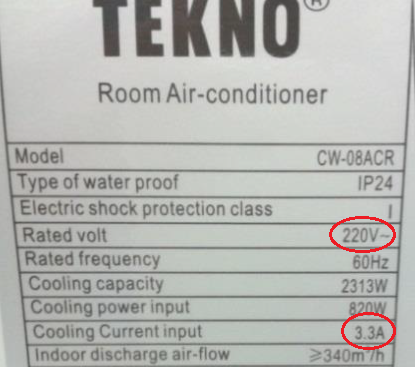 TEKNO®
Room Air-conditioner
Model CW-08ACR
Type of water proof IP24
Electric shock protection class I
Rated volt 220V~
Rated frequency 60Hz
Cooling capacity 2313W
Cooling power input 820W
Cooling Current input 3.3A
Indoor discharge air-flow ≥340m³/h